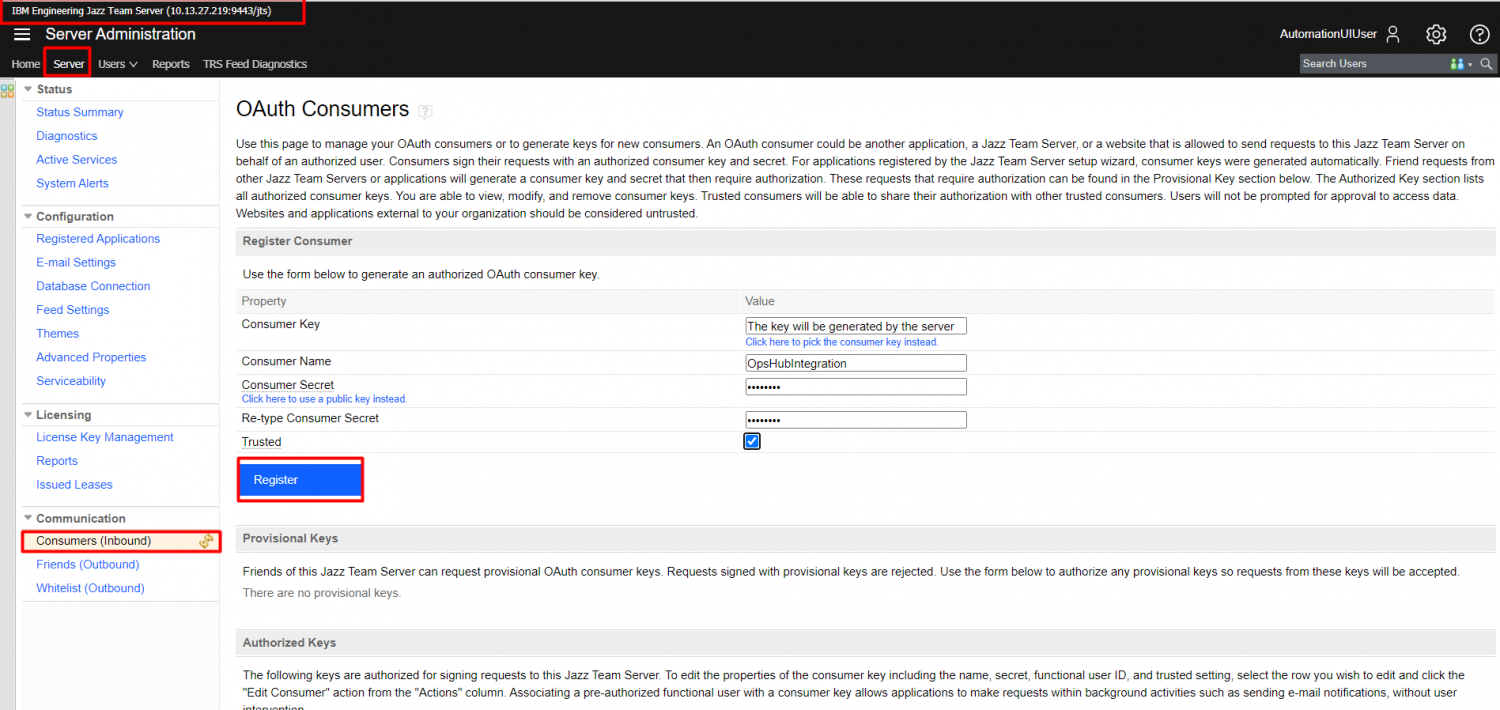 IBM Engineering Jazz Team Server (10.13.27.219:9443/jts)
Server Administration
AutomationUIUser
Home Server Users Reports TRS Feed Diagnostics
Search Users
Status
Status Summary
Diagnostics
Active Services
System Alerts
Configuration
Registered Applications
E-mail Settings
Database Connection
Feed Settings
Themes
Advanced Properties
Serviceability
Licensing
License Key Management
Reports
Issued Leases
Communication
Consumers (Inbound)
Friends (Outbound)
Whitelist (Outbound)
OAuth Consumers ?
Use this page to manage your OAuth consumers or to generate keys for new consumers. An OAuth consumer could be another application, a Jazz Team Server, or a website that is allowed to send requests to this Jazz Team Server on
behalf of an authorized user. Consumers sign their requests with an authorized consumer key and secret. For applications registered by the Jazz Team Server setup wizard, consumer keys were generated automatically. Friend requests from
other Jazz Team Servers or applications will generate a consumer key and secret that then require authorization. These requests that require authorization can be found in the Provisional Key section below. The Authorized Key section lists
all authorized consumer keys. You are able to view, modify, and remove consumer keys. Trusted consumers will be able to share their authorization with other trusted consumers. Users will not be prompted for approval to access data.
Websites and applications external to your organization should be considered untrusted.
Register Consumer
Use the form below to generate an authorized OAuth consumer key.
Property Value
Consumer Key The key will be generated by the server
Click here to pick the consumer key instead.
Consumer Name OpsHubIntegration
Consumer Secret ••••••••
Click here to use a public key instead.
Re-type Consumer Secret ••••••••
Trusted
Register
Provisional Keys
Friends of this Jazz Team Server can request provisional OAuth consumer keys. Requests signed with provisional keys are rejected. Use the form below to authorize any provisional keys so requests from these keys will be accepted.
There are no provisional keys.
Authorized Keys
The following keys are authorized for signing requests to this Jazz Team Server. To edit the properties of the consumer key including the name, secret, functional user ID, and trusted setting, select the row you wish to edit and click the
"Edit Consumer" action from the "Actions" column. Associating a pre-authorized functional user with a consumer key allows applications to make requests within background activities such as sending e-mail notifications, without user
intervention.